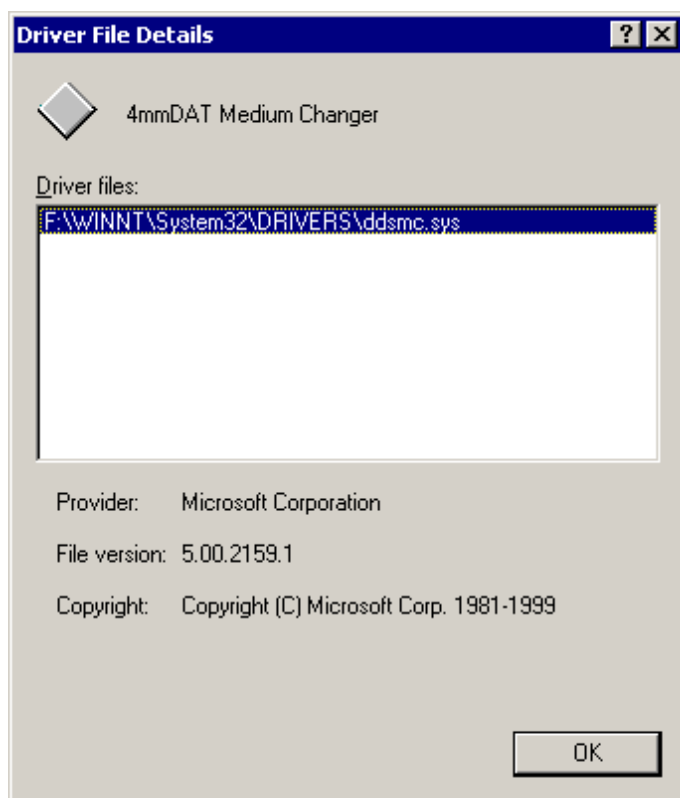 Driver File Details
4mmDAT Medium Changer
Driver files:
F:\WINNT\System32\DRIVERS\ddsmc.sys
Provider: Microsoft Corporation
File version: 5.00.2159.1
Copyright: Copyright (C) Microsoft Corp. 1981-1999
OK